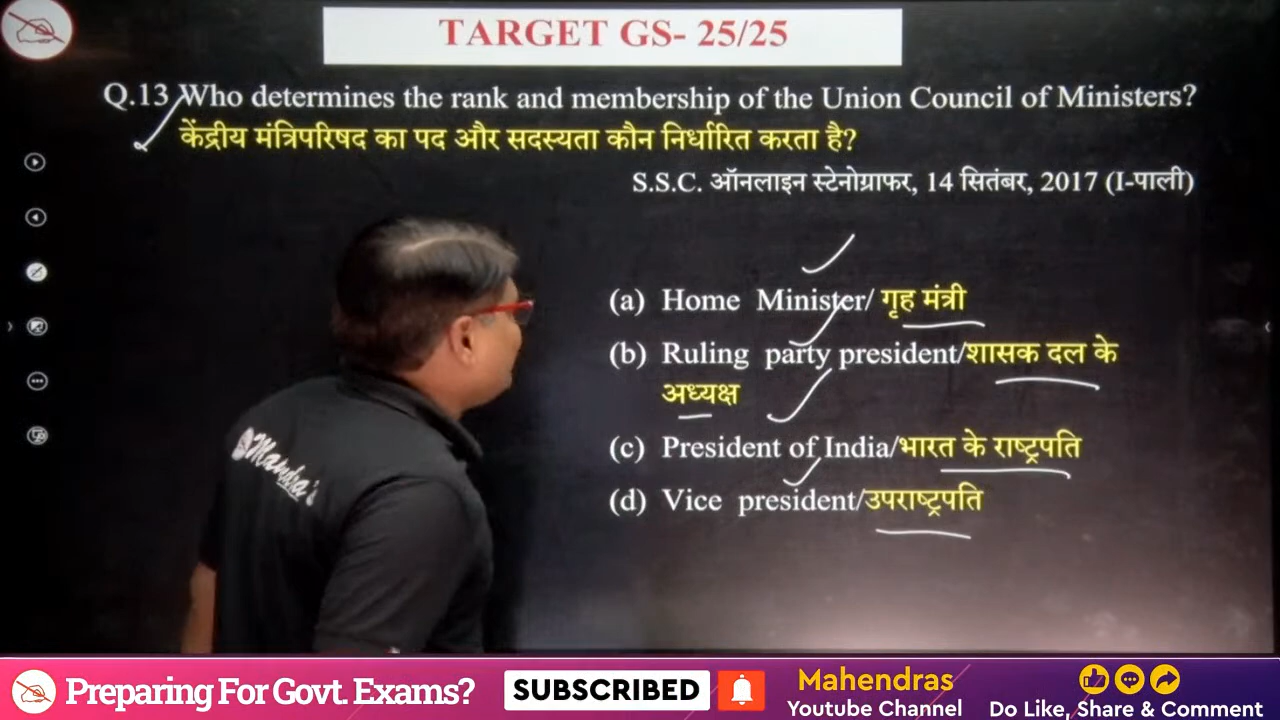 TARGET GS- 25/25
Q.13 Who determines the rank and membership of the Union Council of Ministers?
केंद्रीय मंत्रिपरिषद का पद और सदस्यता कौन निर्धारित करता है?
S.S.C. ऑनलाइन स्टेनोग्राफर, 14 सितंबर, 2017 (I-पाली)
(a) Home Minister/ गृह मंत्री
(b) Ruling party president/शासक दल के
अध्यक्ष
(c) President of India/भारत के राष्ट्रपति
(d) Vice president/उपराष्ट्रपति
Mahendra's
Preparing For Govt. Exams?
SUBSCRIBED
Mahendras
Youtube Channel
Do Like, Share & Comment